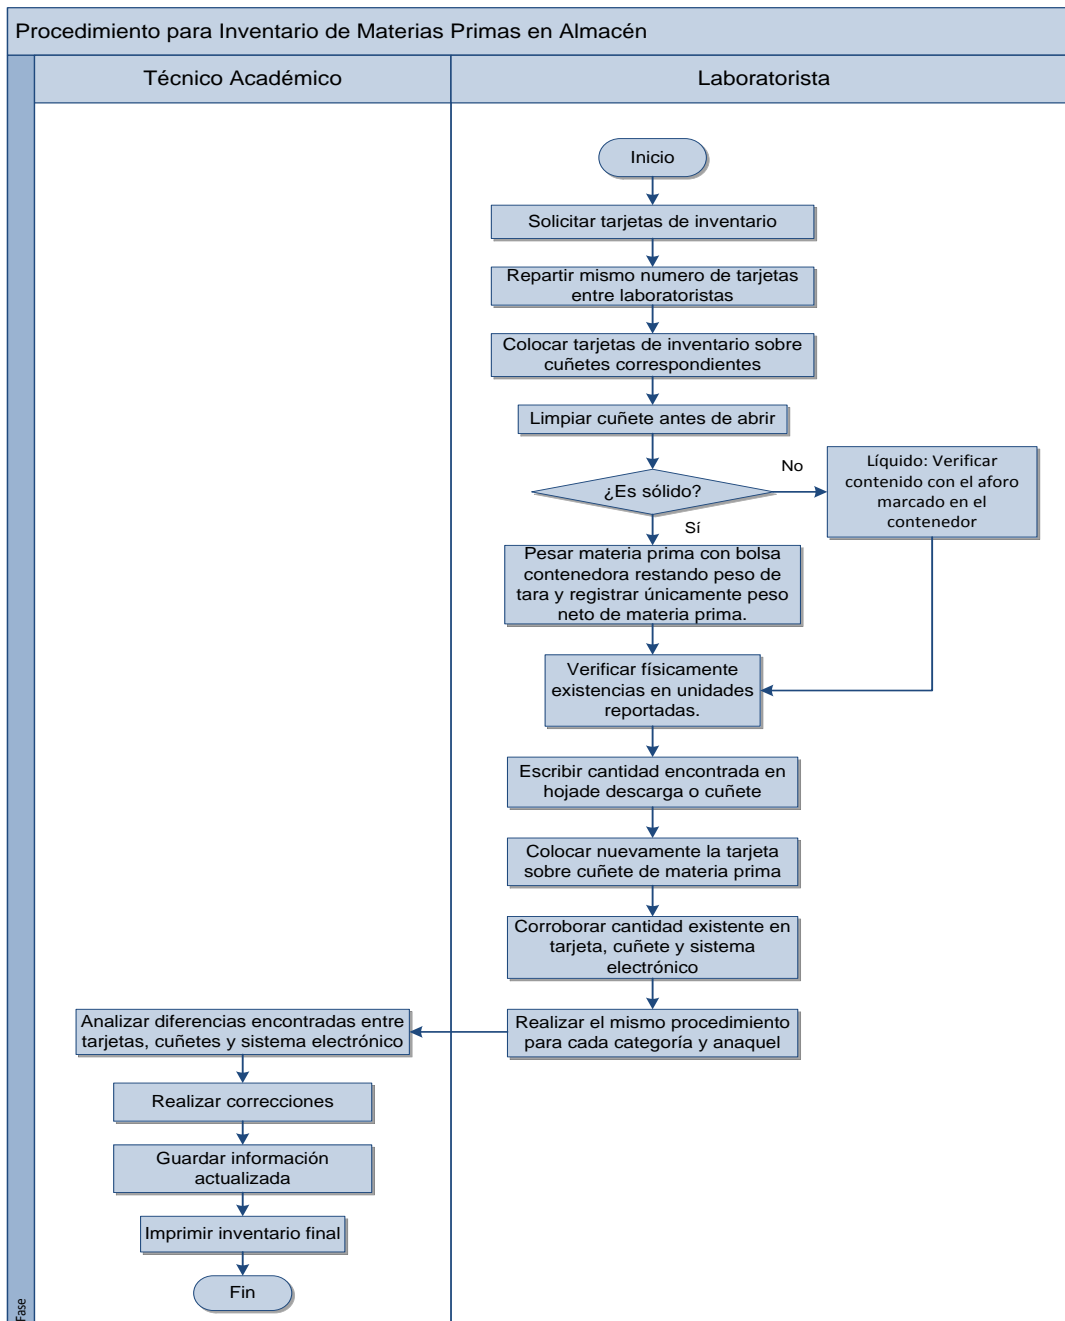 Procedimiento para Inventario de Materias Primas en Almacén
Técnico Académico
Laboratorista
Inicio
Solicitar tarjetas de inventario
Repartir mismo numero de tarjetas
entre laboratoristas
Colocar tarjetas de inventario sobre
cuñetes correspondientes
Limpiar cuñete antes de abrir
¿Es sólido?
No
Líquido: Verificar
contenido con el aforo
marcado en el
contenedor
Sí
Pesar materia prima con bolsa
contenedora restando peso de
tara y registrar únicamente peso
neto de materia prima.
Verificar físicamente
existencias en unidades
reportadas.
Escribir cantidad encontrada en
hojade descarga o cuñete
Colocar nuevamente la tarjeta
sobre cuñete de materia prima
Corroborar cantidad existente en
tarjeta, cuñete y sistema
electrónico
Realizar el mismo procedimiento
para cada categoría y anaquel
Analizar diferencias encontradas entre
tarjetas, cuñetes y sistema electrónico
Realizar correcciones
Guardar información
actualizada
Imprimir inventario final
Fin
Fase